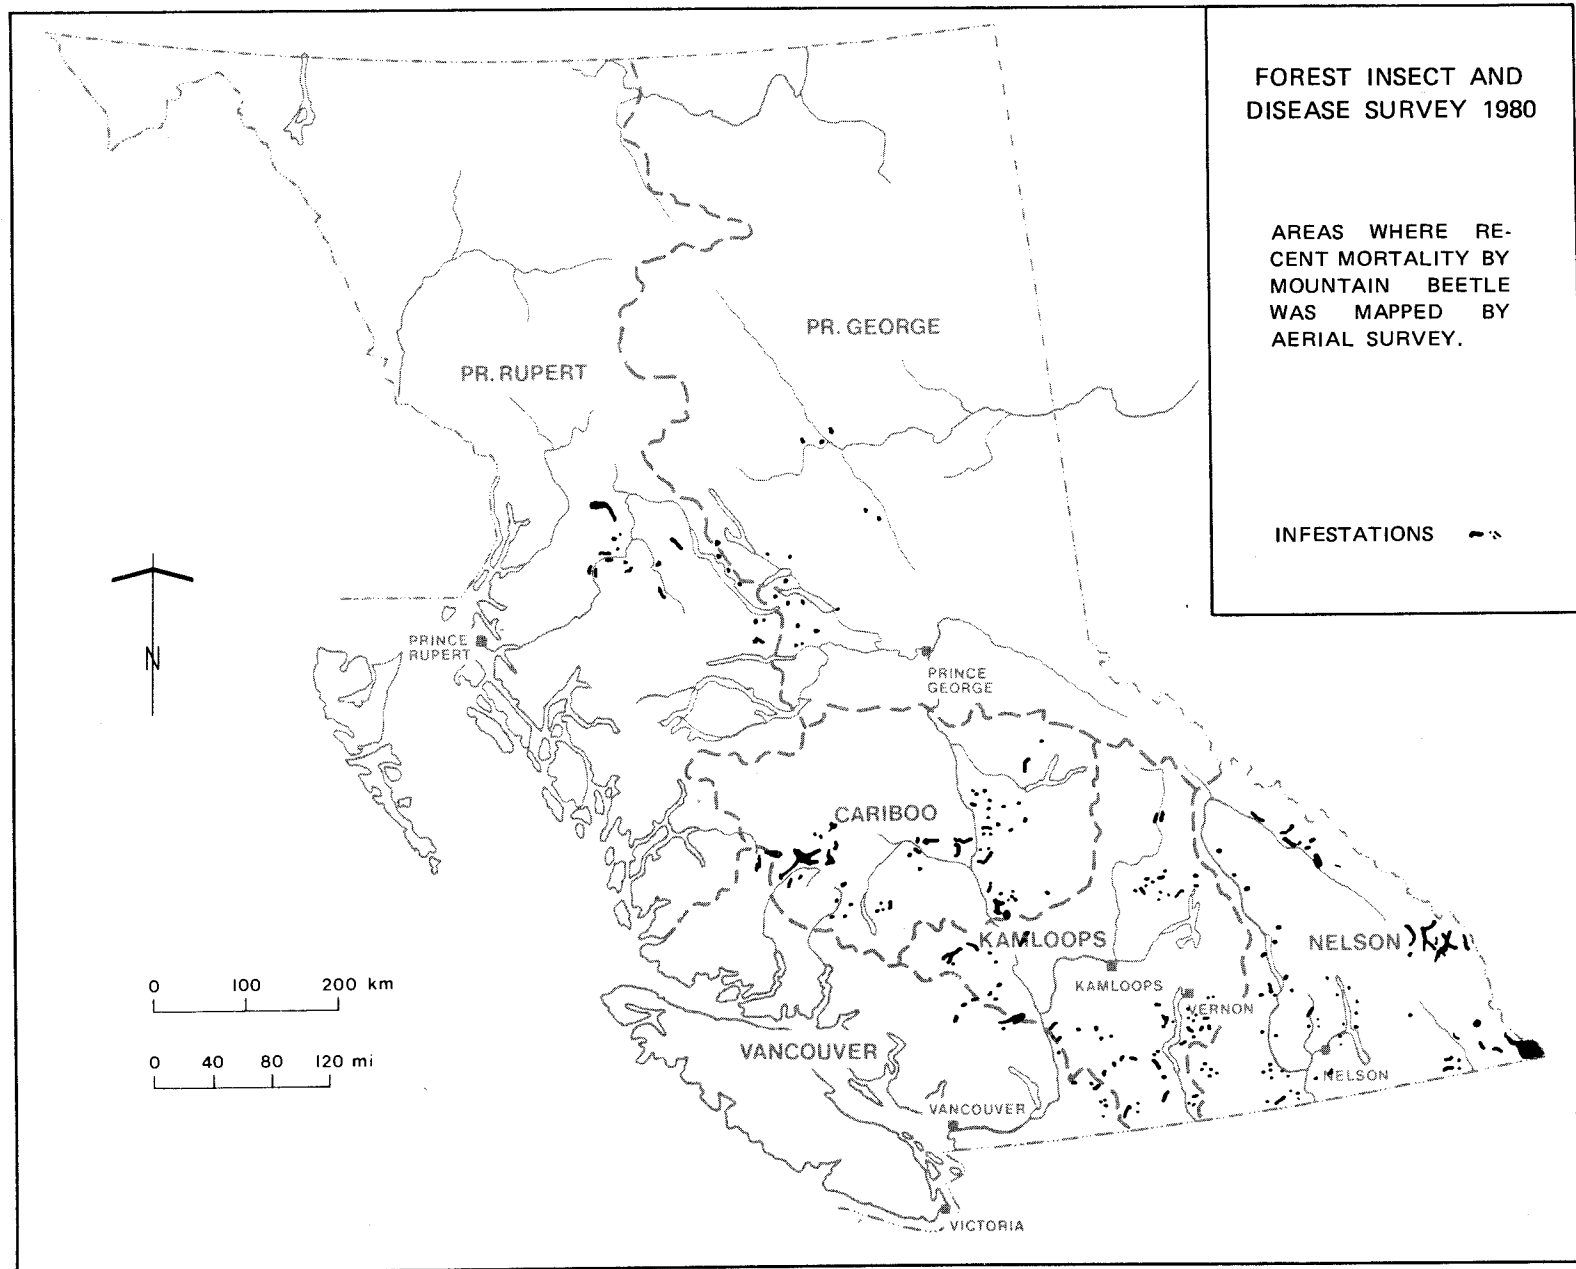 FOREST INSECT AND
DISEASE SURVEY 1980
AREAS WHERE RE-
CENT MORTALITY BY
MOUNTAIN BEETLE
WAS MAPPED BY
AERIAL SURVEY.
INFESTATIONS
PR. GEORGE
PR. RUPERT
PRINCE
RUPERT
N
PRINCE
GEORGE
CARIBOO
KAMLOOPS
NELSON
KAMLOOPS
VERNON
0 100 200 km
0 40 80 120 mi
VANCOUVER
NELSON
VANCOUVER
VICTORIA